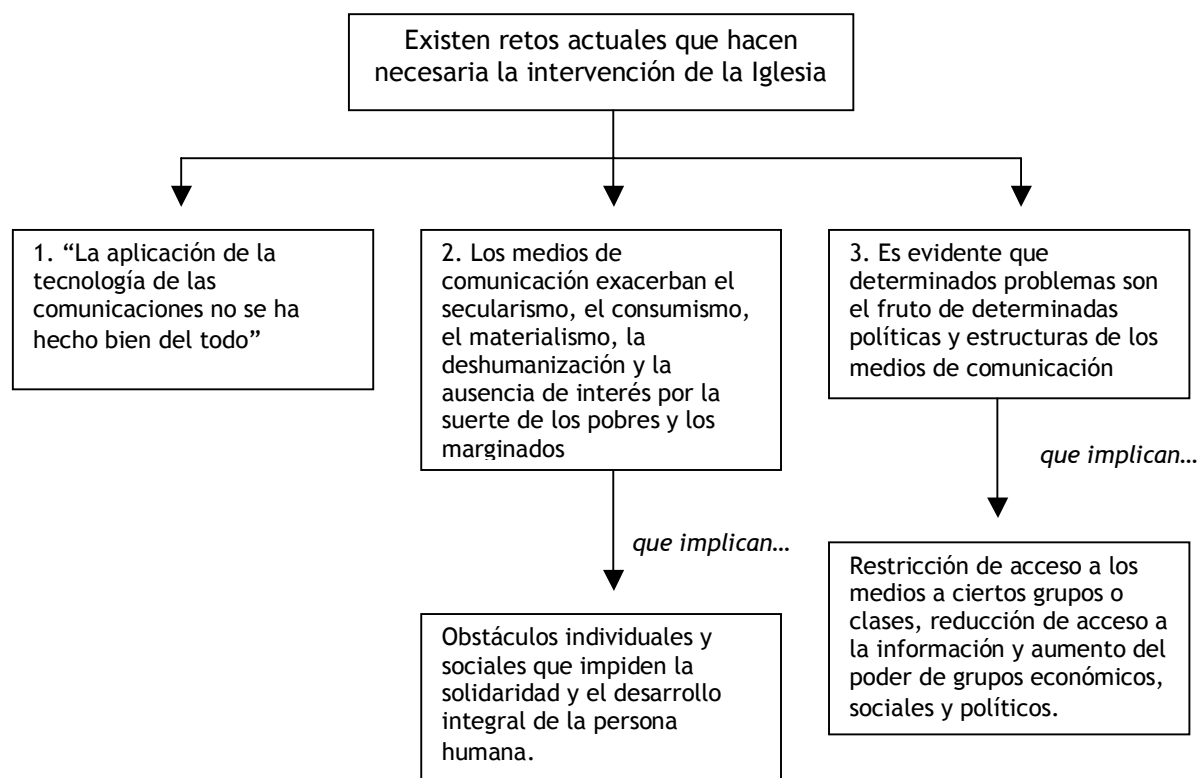 Existen retos actuales que hacen
necesaria la intervención de la Iglesia
1. “La aplicación de la
tecnología de las
comunicaciones no se ha
hecho bien del todo”
2. Los medios de
comunicación exacerban el
secularismo, el consumismo,
el materialismo, la
deshumanización y la
ausencia de interés por la
suerte de los pobres y los
marginados
3. Es evidente que
determinados problemas son
el fruto de determinadas
políticas y estructuras de los
medios de comunicación
que implican…
que implican…
Obstáculos individuales y
sociales que impiden la
solidaridad y el desarrollo
integral de la persona
humana.
Restricción de acceso a los
medios a ciertos grupos o
clases, reducción de acceso a
la información y aumento del
poder de grupos económicos,
sociales y políticos.